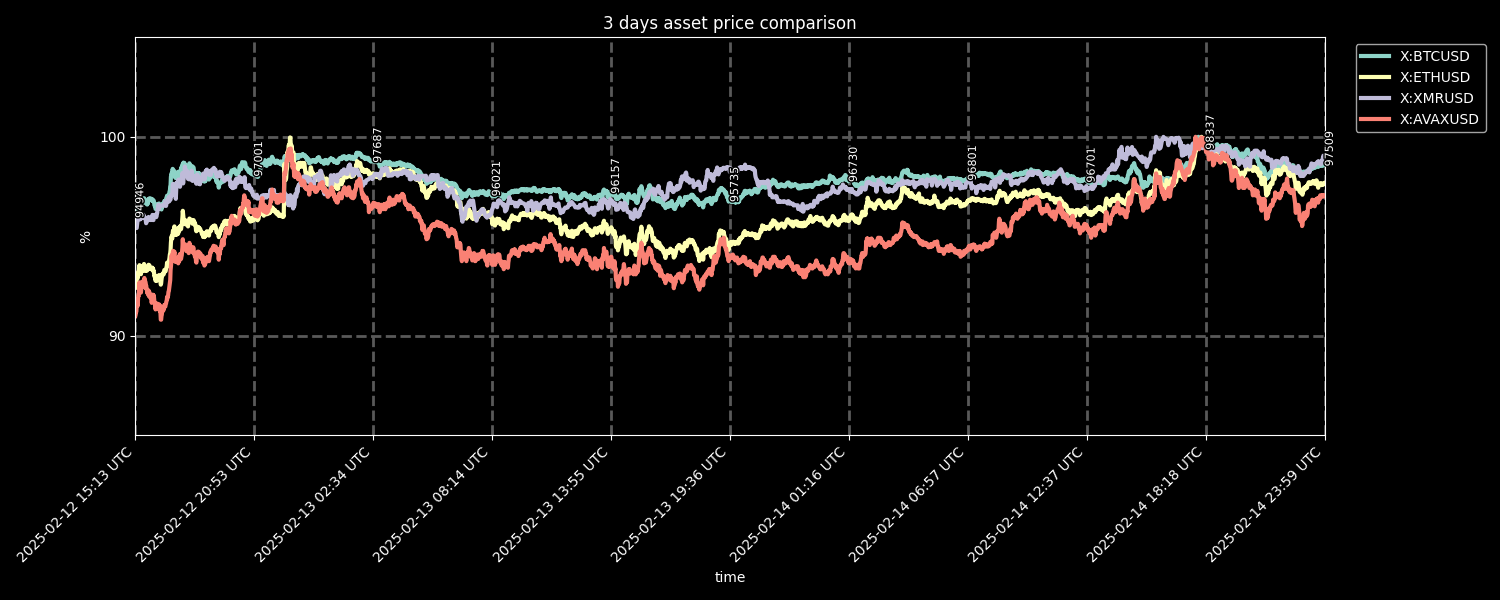 3 days asset price comparison
X:BTCUSD
X:ETHUSD
X:XMRUSD
X:AVAXUSD
100
90
%
94946
97001
97687
96021
96157
95735
96730
96801
96701
98337
97509
2025-02-12 15:13 UTC
2025-02-12 20:53 UTC
2025-02-13 02:34 UTC
2025-02-13 08:14 UTC
2025-02-13 13:55 UTC
2025-02-13 19:36 UTC
2025-02-14 01:16 UTC
2025-02-14 06:57 UTC
2025-02-14 12:37 UTC
2025-02-14 18:18 UTC
2025-02-14 23:59 UTC
time